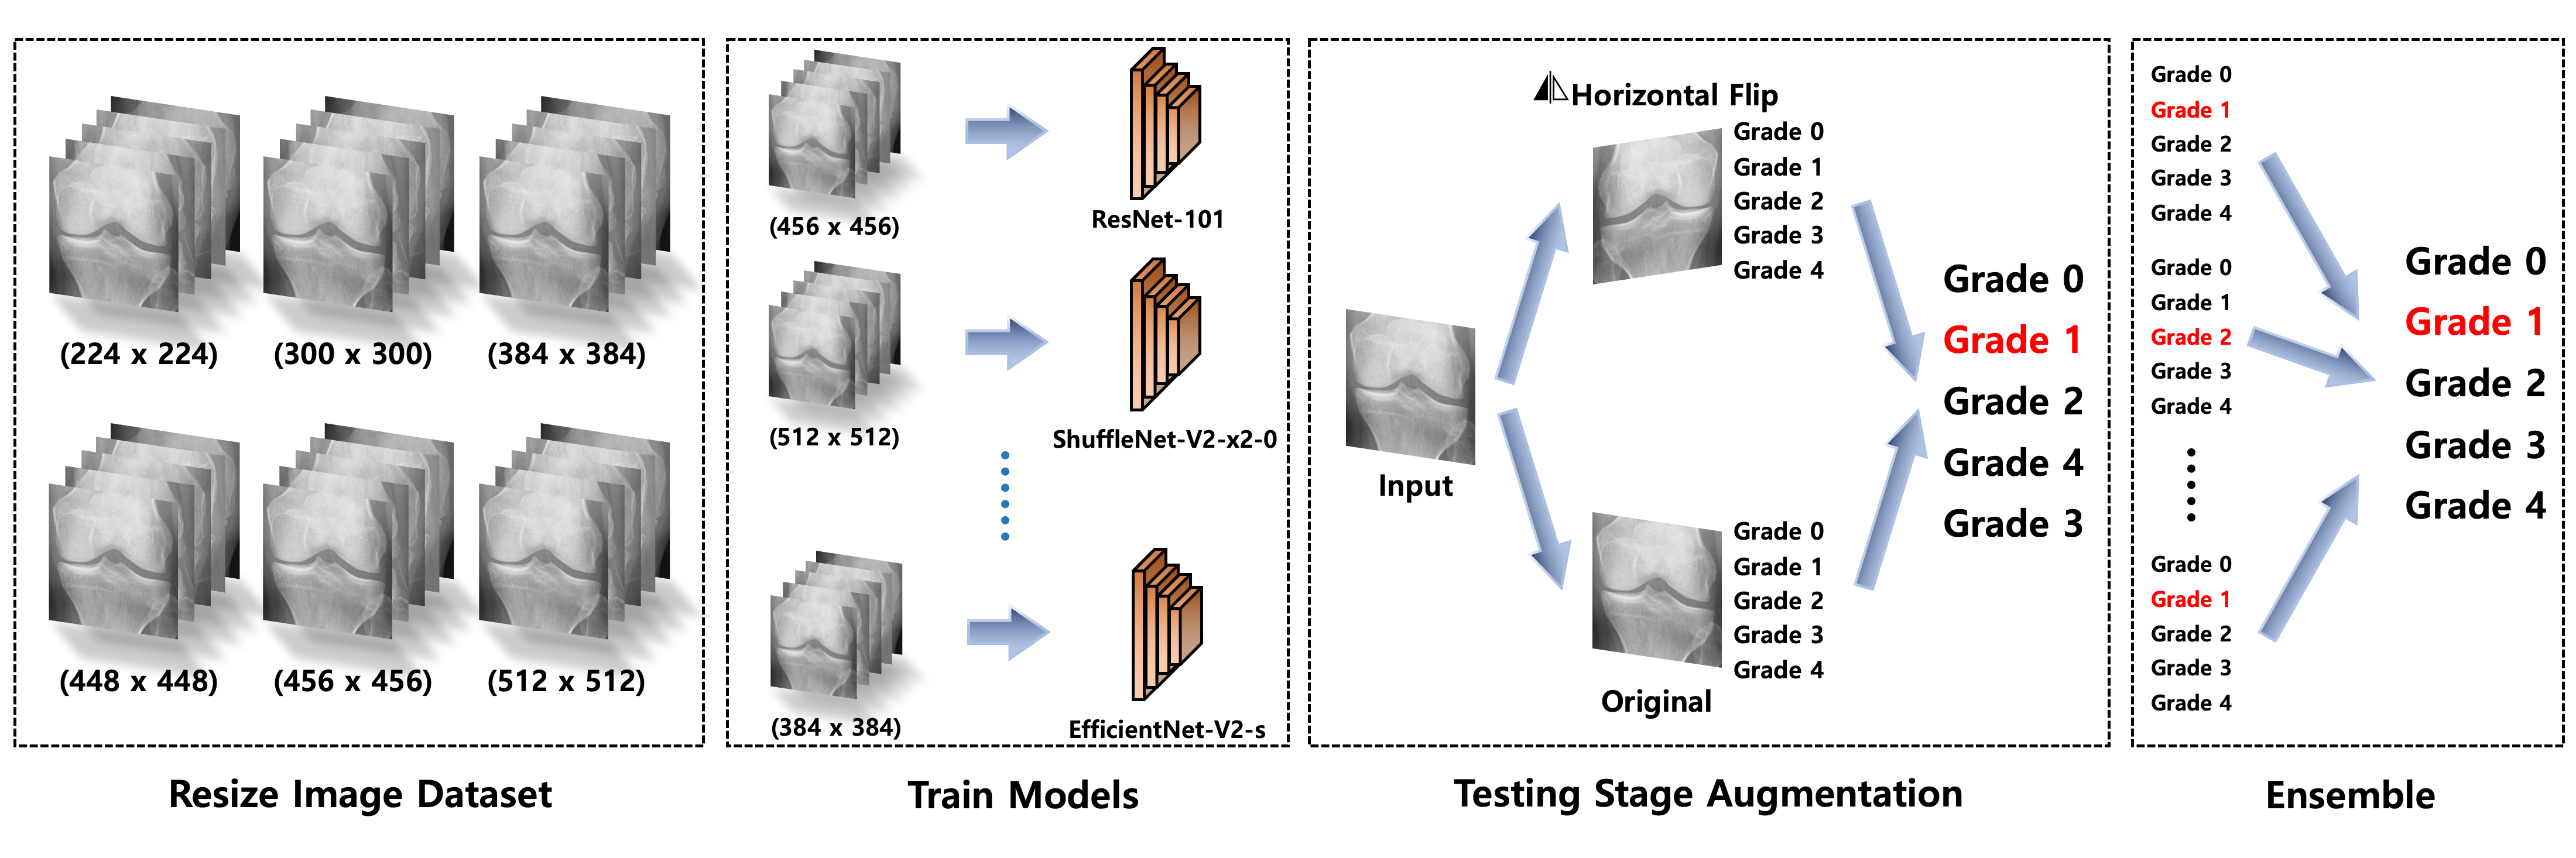 (224 x 224)
(300 x 300)
(384 x 384)
(448 x 448)
(456 x 456)
(512 x 512)
Resize Image Dataset
(456 x 456)
ResNet-101
(512 x 512)
ShuffleNet-V2-x2-0
(384 x 384)
EfficientNet-V2-s
Train Models
Horizontal Flip
Grade 0
Grade 1
Grade 2
Grade 3
Grade 4
Input
Original
Grade 0
Grade 1
Grade 2
Grade 3
Grade 4
Grade 0
Grade 1
Grade 2
Grade 4
Grade 3
Testing Stage Augmentation
Grade 0
Grade 1
Grade 2
Grade 3
Grade 4
Grade 0
Grade 1
Grade 2
Grade 3
Grade 4
Grade 0
Grade 1
Grade 2
Grade 3
Grade 4
Grade 0
Grade 1
Grade 2
Grade 3
Grade 4
Ensemble